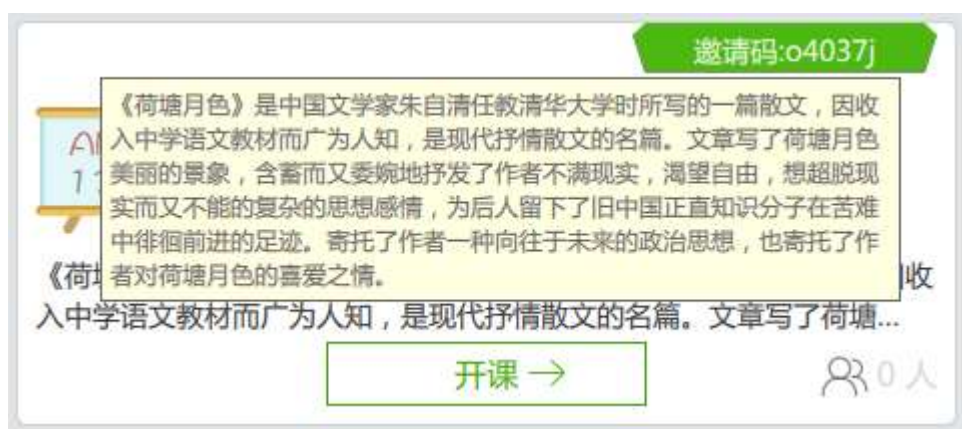 邀请码:o4037j
《荷塘月色》是中国文学家朱自清任教清华大学时所写的一篇散文，因收
入中学语文教材而广为人知，是现代抒情散文的名篇。文章写了荷塘月色
美丽的景象，含蓄而又委婉地抒发了作者不满现实，渴望自由，想超脱现
实而又不能的复杂的思想感情，为后人留下了旧中国正直知识分子在苦难
中徘徊前进的足迹。寄托了作者一种向往于未来的政治思想，也寄托了作
者对荷塘月色的喜爱之情。
《荷
收
入中学语文教材而广为人知，是现代抒情散文的名篇。文章写了荷塘...
开课→
0 人